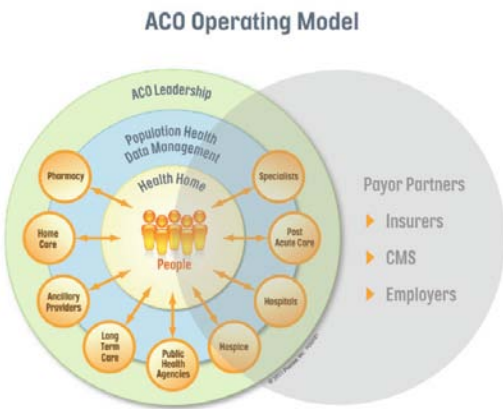 ACO Operating Model
ACO Leadership
Population Health
Data Management
Health Home
People
Pharmacy
Home
Care
Ancillary
Providers
Long
Term
Care
Public
Health
Agencies
Hospice
Hospitals
Post
Acute Care
Specialists
Payor Partners
Insurers
CMS
Employers